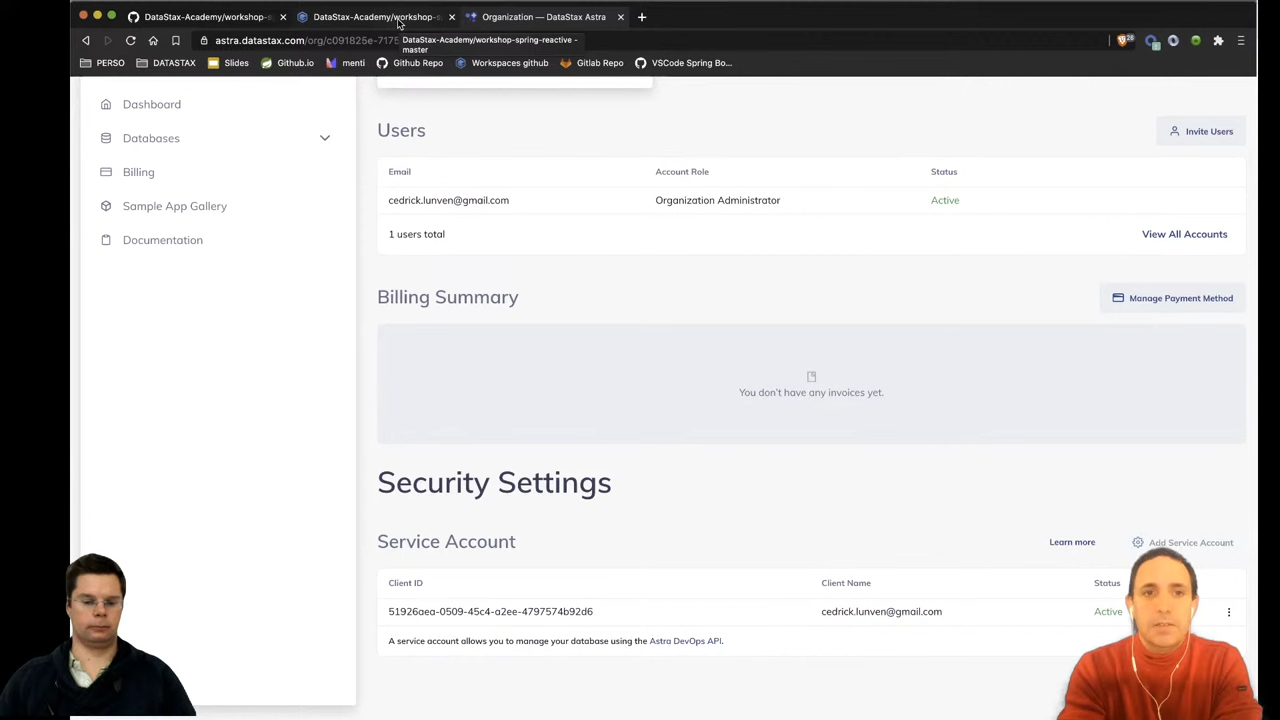 DataStax-Academy/workshop-s
DataStax-Academy/workshop-s
Organization — DataStax Astra
astra.datastax.com/org/c091825e-7175
DataStax-Academy/workshop-spring-reactive -
master
26
PERSO
DATASTAX
Slides
Github.io
menti
Github Repo
Workspaces github
Gitlab Repo
VSCode Spring Bo...
Dashboard
Databases
Billing
Sample App Gallery
Documentation
Users
Invite Users
Email
Account Role
Status
cedrick.lunven@gmail.com
Organization Administrator
Active
1 users total
View All Accounts
Billing Summary
Manage Payment Method
You don't have any invoices yet.
Security Settings
Service Account
Learn more
Add Service Account
Client ID
Client Name
Status
51926aea-0509-45c4-a2ee-4797574b92d6
cedrick.lunven@gmail.com
Active
A service account allows you to manage your database using the Astra DevOps API.